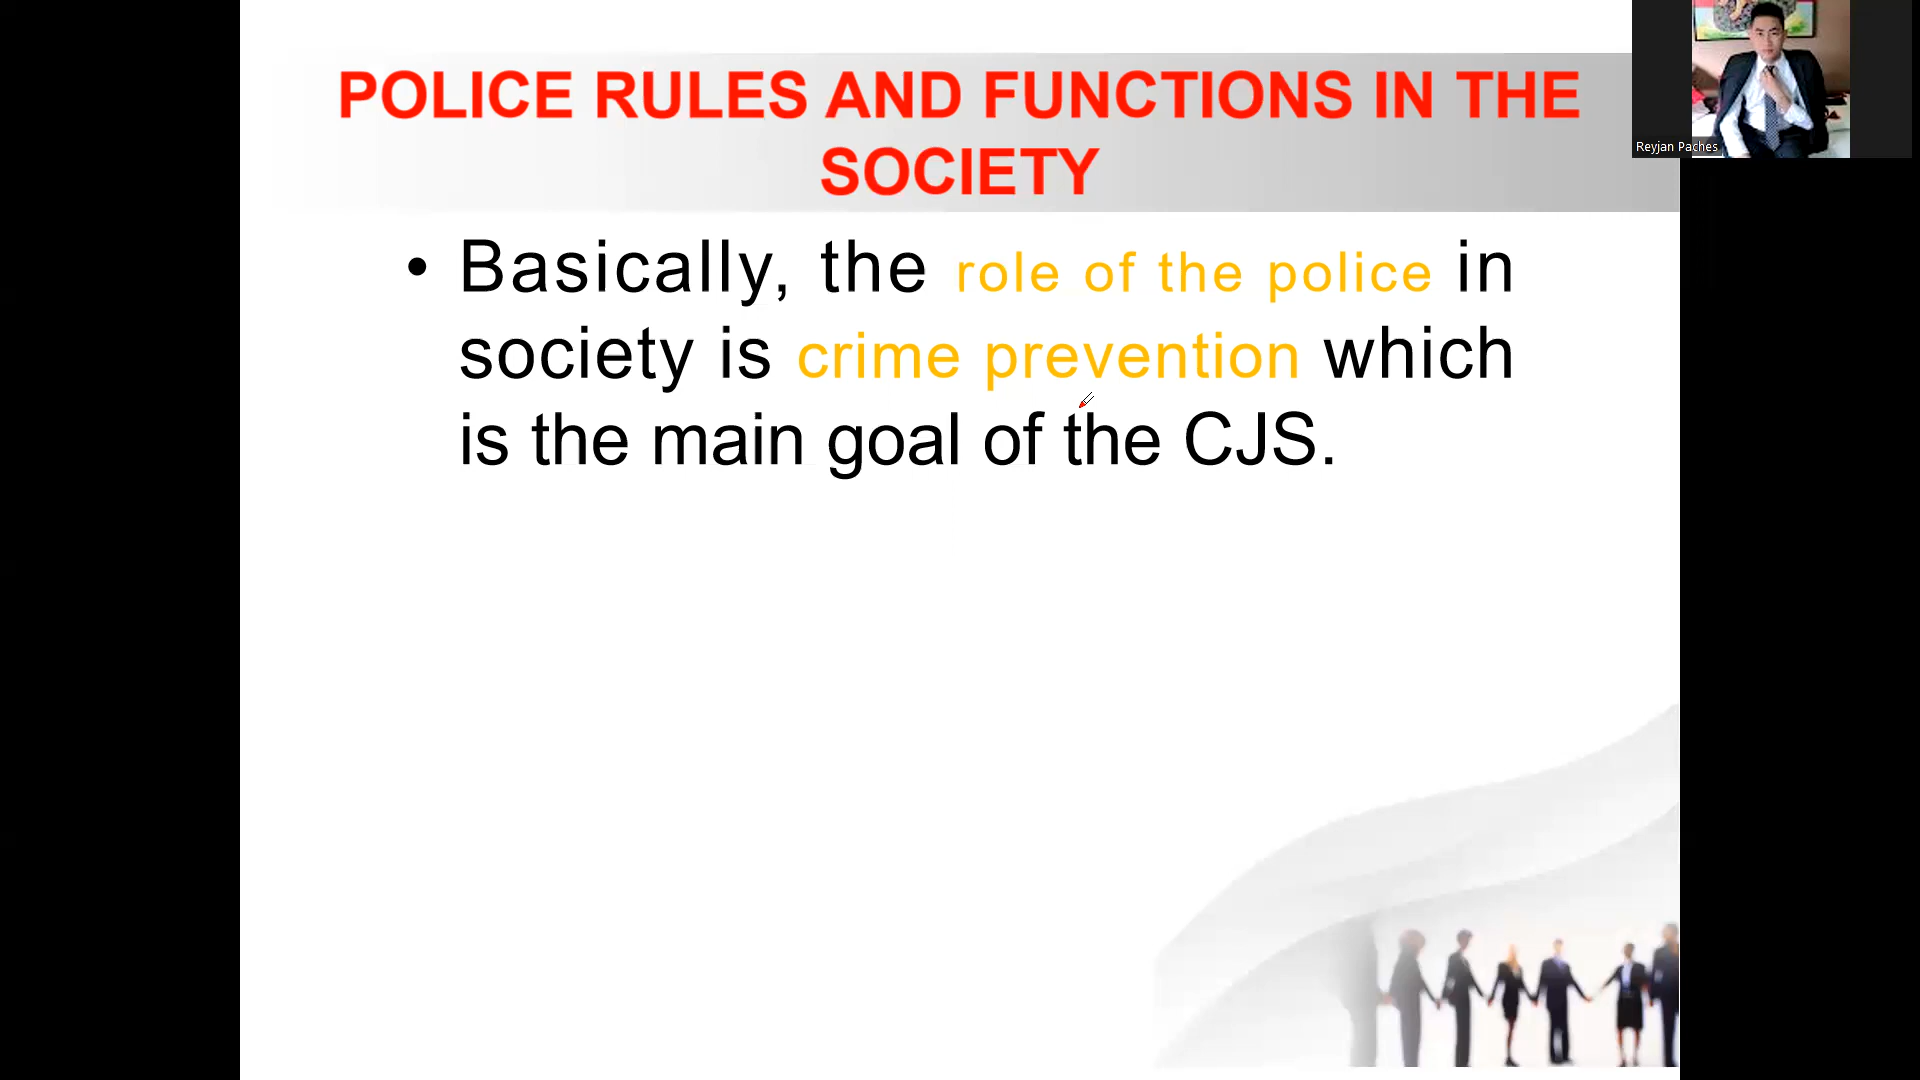 POLICE RULES AND FUNCTIONS IN THE
SOCIETY
Reyjan Paches
• Basically, the role of the police in
society is crime prevention which
is the main goal of the CJS.